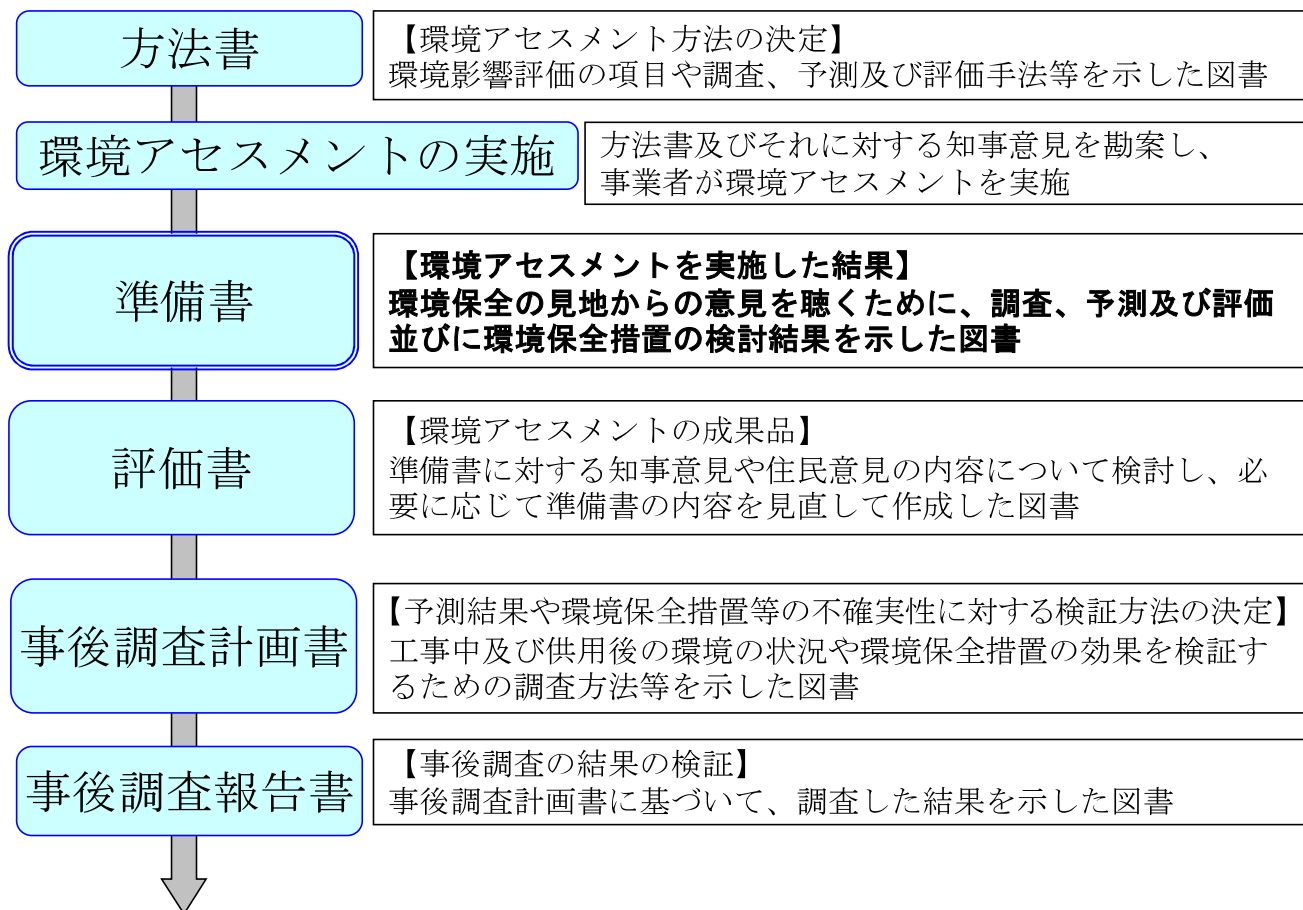 方法書
【環境アセスメント方法の決定】
環境影響評価の項目や調査、予測及び評価手法等を示した図書
環境アセスメントの実施
方法書及びそれに対する知事意見を勘案し、
事業者が環境アセスメントを実施
準備書
【環境アセスメントを実施した結果】
環境保全の見地からの意見を聴くために、調査、予測及び評価
並びに環境保全措置の検討結果を示した図書
評価書
【環境アセスメントの成果品】
準備書に対する知事意見や住民意見の内容について検討し、必
要に応じて準備書の内容を見直して作成した図書
事後調査計画書
【予測結果や環境保全措置等の不確実性に対する検証方法の決定】
工事中及び供用後の環境の状況や環境保全措置の効果を検証す
るための調査方法等を示した図書
事後調査報告書
【事後調査の結果の検証】
事後調査計画書に基づいて、調査した結果を示した図書